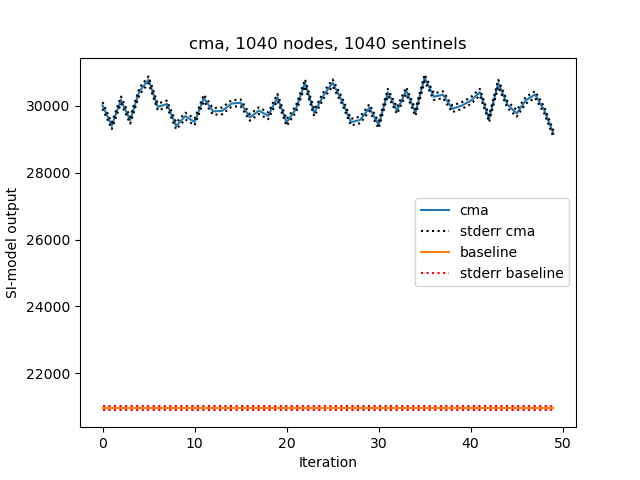 cma, 1040 nodes, 1040 sentinels
30000
28000
26000
24000
22000
SI-model output
cma
stderr cma
baseline
stderr baseline
0 10 20 30 40 50
Iteration